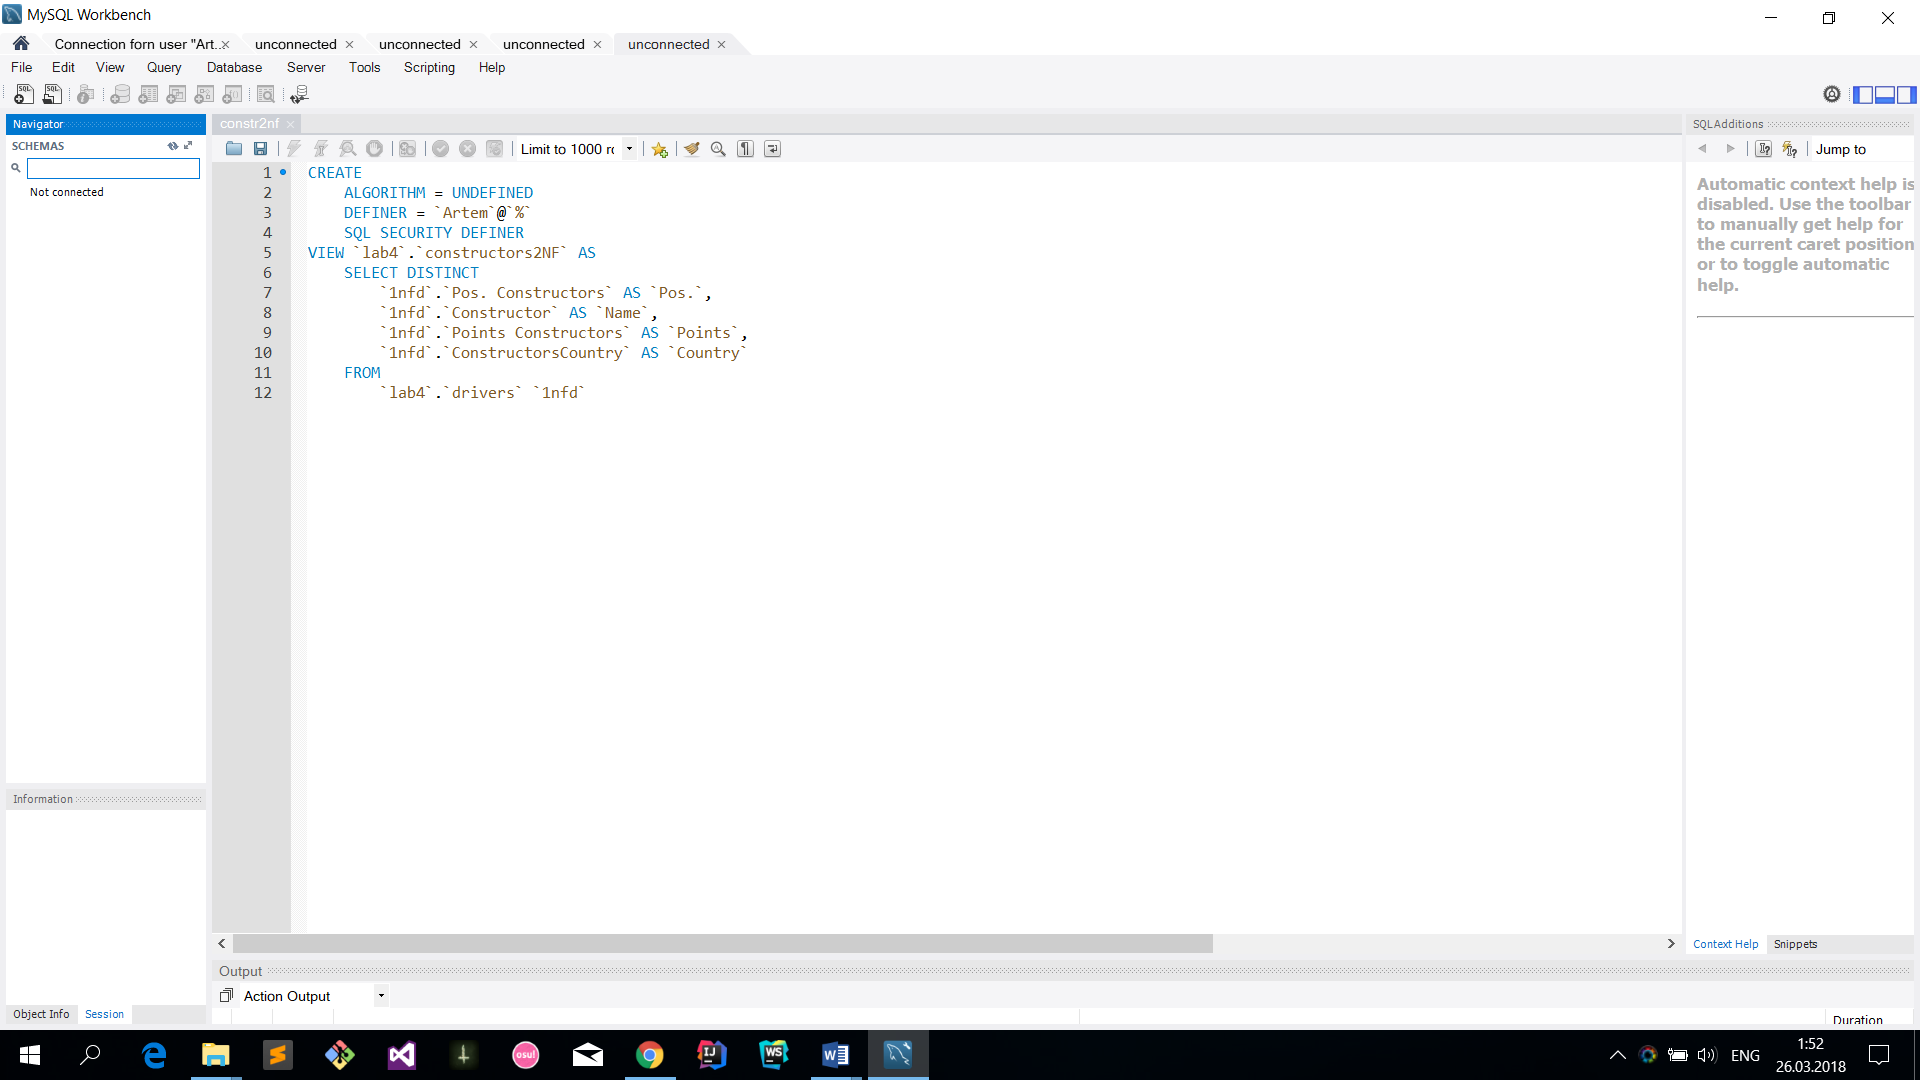 MySQL Workbench
Connection forn user "Art... unconnected unconnected unconnected unconnected
File Edit View Query Database Server Tools Scripting Help
Navigator
SCHEMAS
Not connected
constr2nf
Limit to 1000 rc
1 CREATE
2 ALGORITHM = UNDEFINED
3 DEFINER = `Artem`@`%`
4 SQL SECURITY DEFINER
5 VIEW `lab4`.`constructors2NF` AS
6 SELECT DISTINCT
7 `1nfd`.`Pos. Constructors` AS `Pos.`,
8 `1nfd`.`Constructor` AS `Name`,
9 `1nfd`.`Points Constructors` AS `Points`,
10 `1nfd`.`ConstructorsCountry` AS `Country`
11 FROM
12 `lab4`.`drivers` `1nfd`
SQLAdditions
Jump to
Automatic context help is
disabled. Use the toolbar
to manually get help for
the current caret position
or to toggle automatic
help.
Context Help Snippets
Information
Object Info Session
Output
Action Output
Duration
osu!
IJ
WS
ENG
1:52
26.03.2018